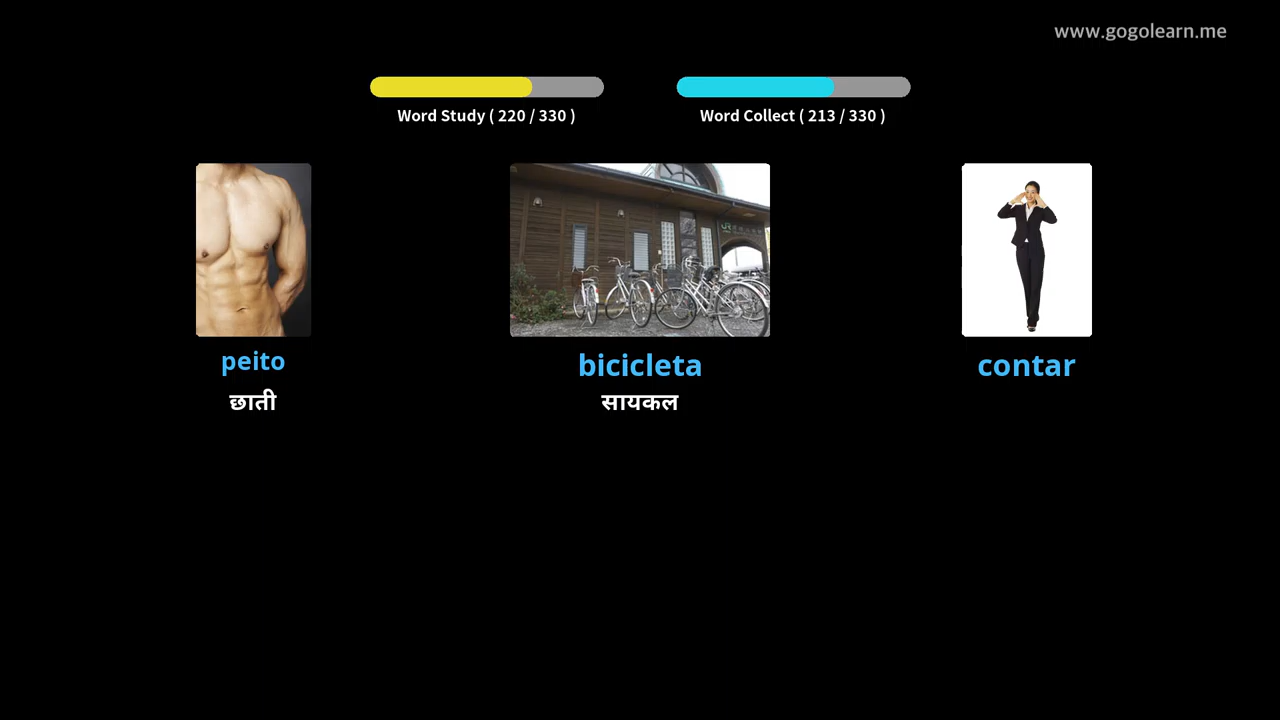 www.gogolearn.me
Word Study ( 220 / 330 )
Word Collect ( 213 / 330 )
peito
bicicleta
contar
छाती
सायकल